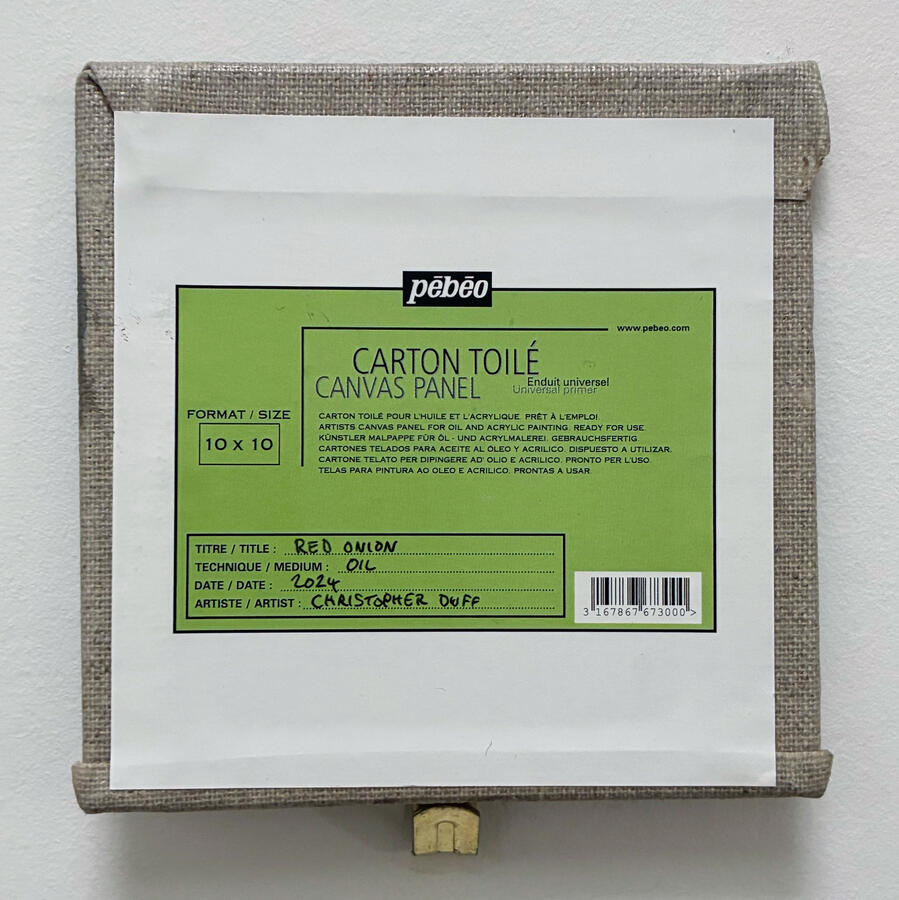 pēbēo
www.pebeo.com
CARTON TOILÉ
CANVAS PANEL
Enduit universel
Universal primer
FORMAT / SIZE
10 x 10
CARTON TOILÉ POUR L'HUILE ET L'ACRYLIQUE. PRÊT À L'EMPLOI.
ARTISTS CANVAS PANEL FOR OIL AND ACRYLIC PAINTING. READY FOR USE.
KÜNSTLER MALPAPPE FÜR ÖL - UND ACRYLMALEREI. GEBRAUCHSFERTIG.
CARTONES TELADOS PARA ACEITE AL ÓLEO Y ACRILICO. DISPUESTO A UTILIZAR.
CARTONE TELATO PER DIPINGERE AD OLIO E ACRILICO. PRONTO PER L'USO.
TELAS PARA PINTURA AO OLEO E ACRILICO. PRONTAS A USAR.
TITRE / TITLE : RED ONION
TECHNIQUE / MEDIUM : OIL
DATE / DATE : 2024
ARTISTE / ARTIST : CHRISTOPHER DUFF
3 167867 673000 >